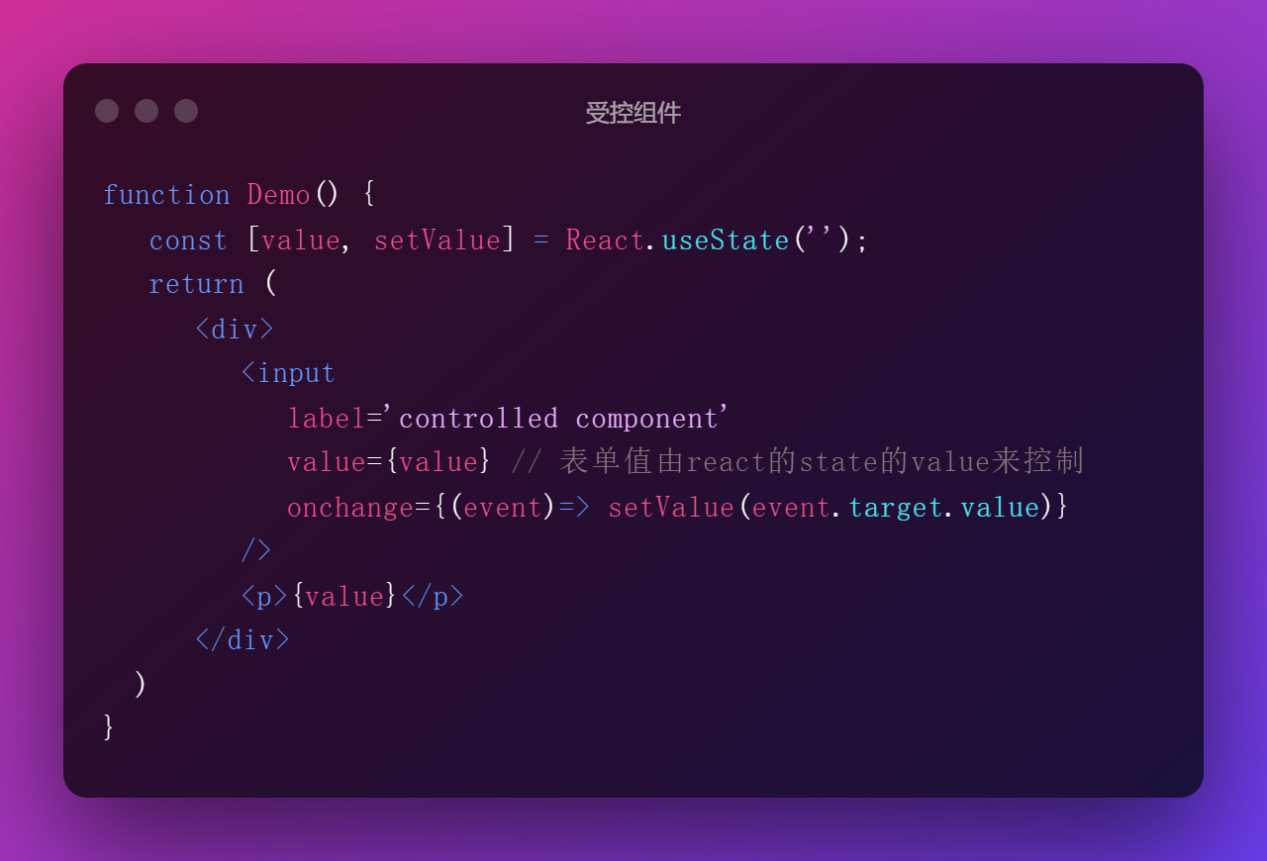 受控组件
function Demo() {
const [value, setValue] = React.useState('');
return (
<div>
<input
label='controlled component'
value={value} // 表单值由react的state的value来控制
onchange={(event)=> setValue(event.target.value)}
/>
<p>{value}</p>
</div>
)
}